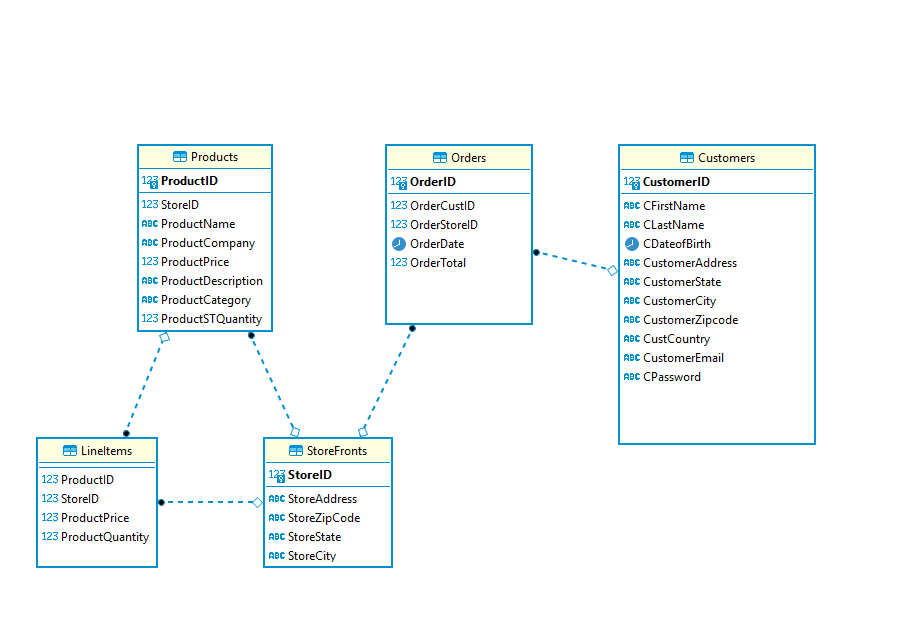 Products
123 ProductID
123 StoreID
ABC ProductName
ABC ProductCompany
123 ProductPrice
ABC ProductDescription
ABC ProductCategory
123 ProductSTQuantity
Orders
123 OrderID
123 OrderCustID
123 OrderStoreID
OrderDate
123 OrderTotal
Customers
123 CustomerID
ABC CFirstName
ABC CLastName
CDateofBirth
ABC CustomerAddress
ABC CustomerState
ABC CustomerCity
ABC CustomerZipcode
ABC CustCountry
ABC CustomerEmail
ABC CPassword
LineItems
123 ProductID
123 StoreID
123 ProductPrice
123 ProductQuantity
StoreFronts
123 StoreID
ABC StoreAddress
ABC StoreZipCode
ABC StoreState
ABC StoreCity